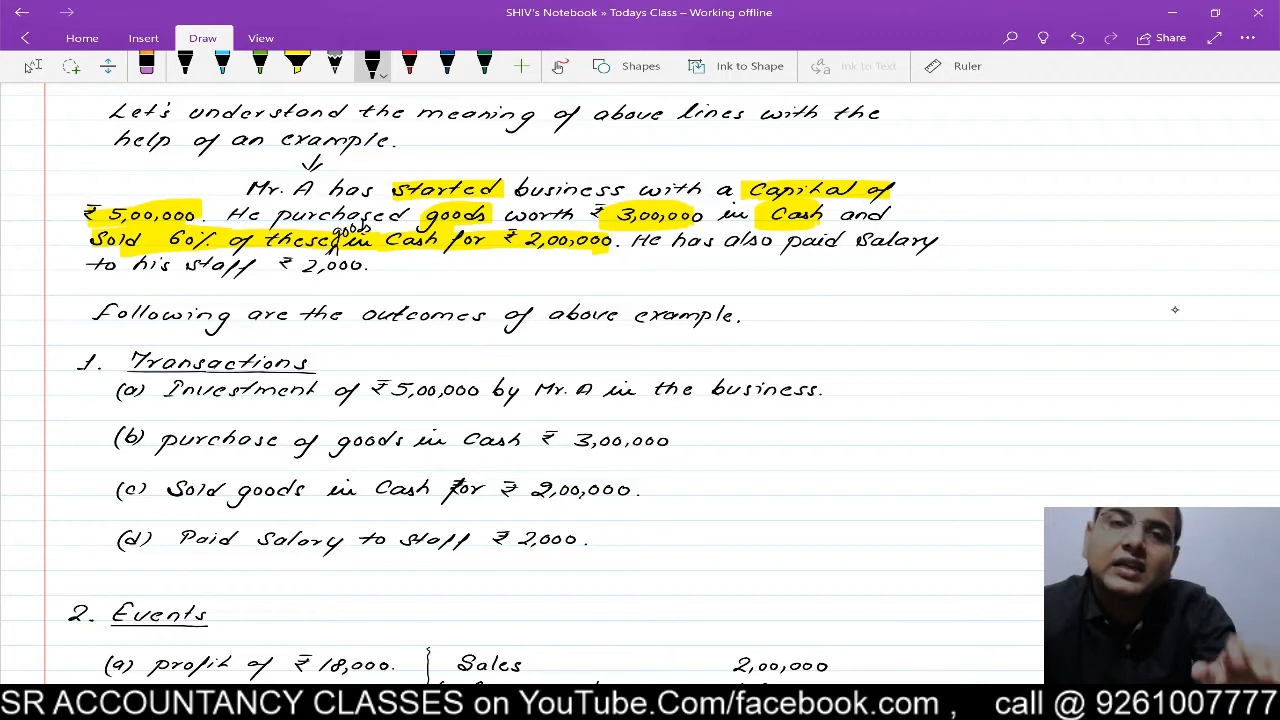 SHIV's Notebook » Todays Class – Working offline
Home Insert Draw View
Share
Shapes Ink to Shape Ink to Text Ruler
Let's understand the meaning of above lines with the
help of an example.
Mr. A has started business with a Capital of
₹ 5,00,000. He purchased goods worth ₹ 3,00,000 in Cash and
Sold 60% of these goods in Cash for ₹ 2,00,000. He has also paid Salary
to his staff ₹ 2,000.
Following are the outcomes of above example.
1. Transactions
(a) Investment of ₹5,00,000 by Mr. A in the business.
(b) purchase of goods in Cash ₹ 3,00,000
(c) Sold goods in Cash for ₹ 2,00,000.
(d) Paid Salary to Staff ₹ 2,000.
2. Events
(a) profit of ₹ 18,000. Sales 2,00,000
SR ACCOUNTANCY CLASSES on YouTube.Com/facebook.com , call @ 9261007777